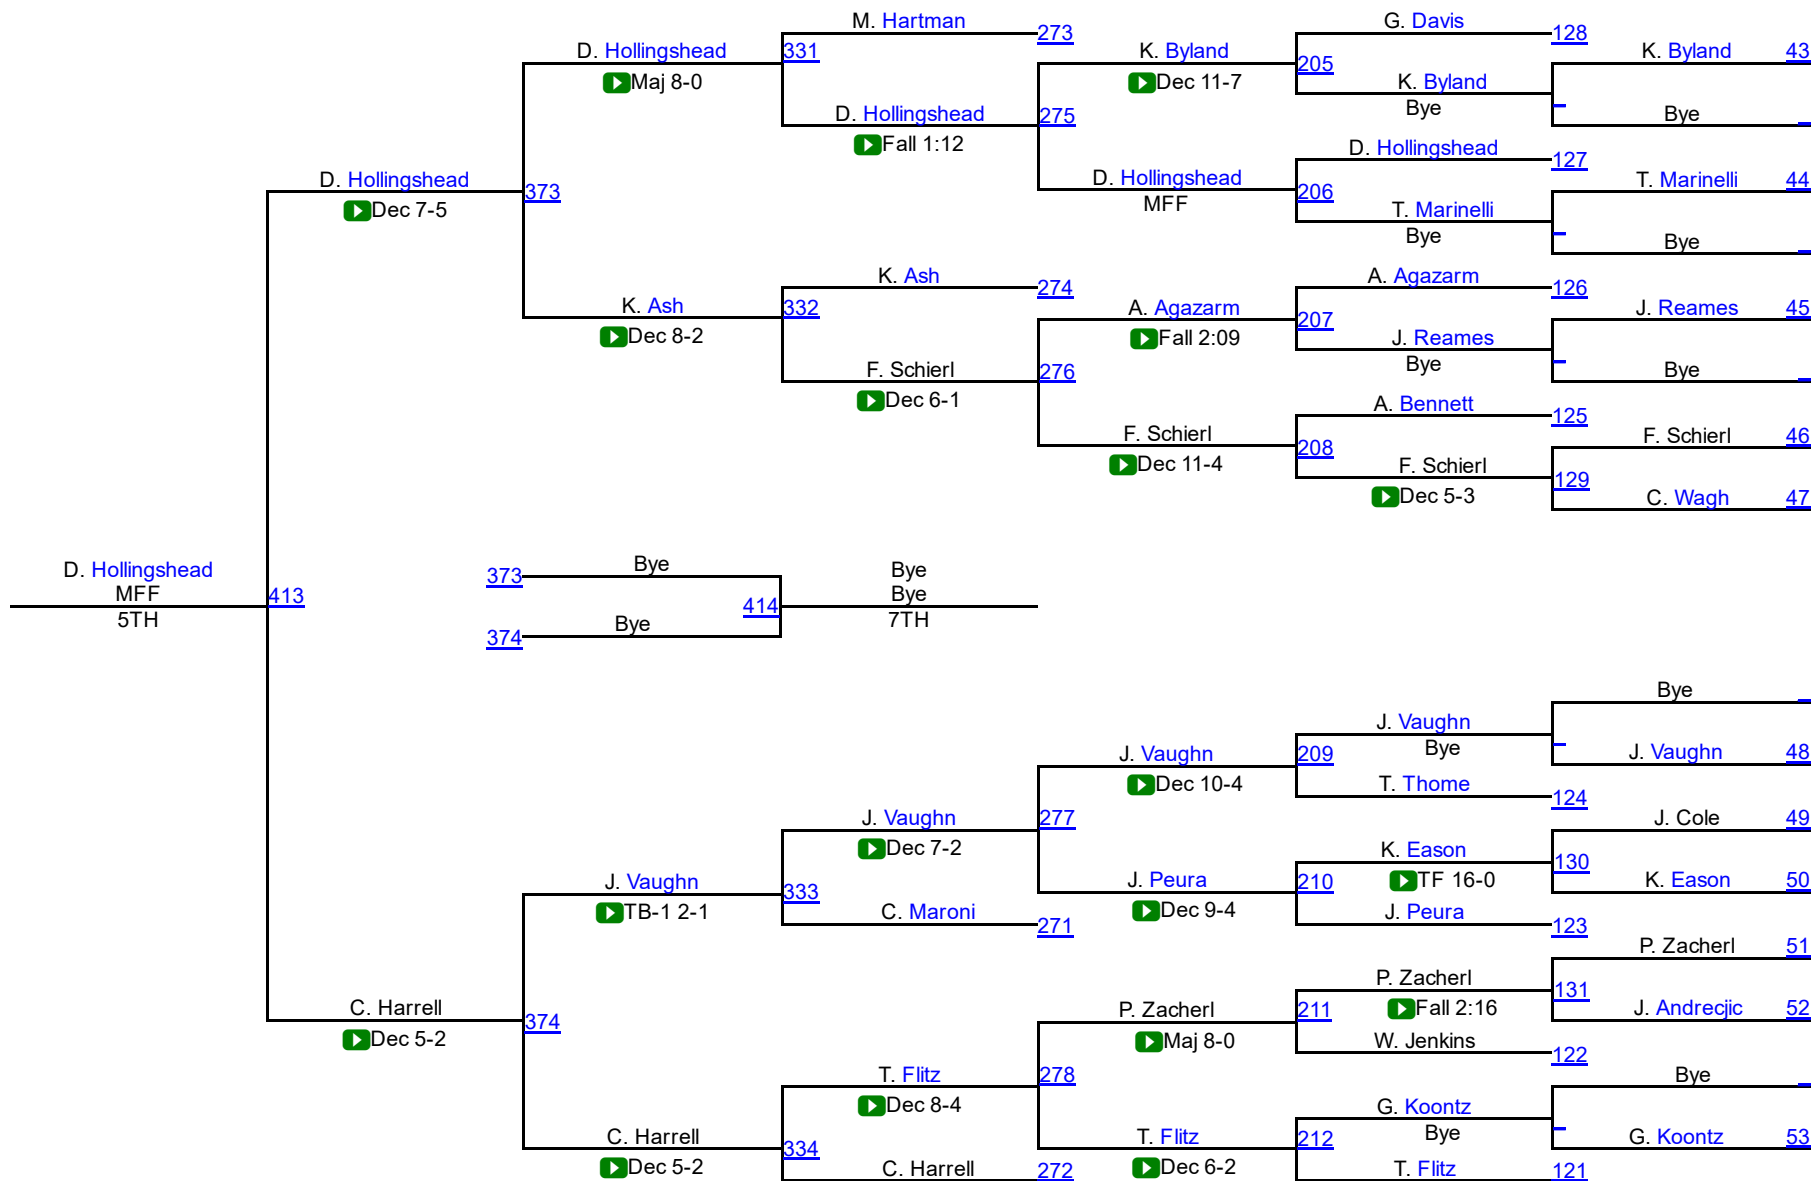 M. Hartman
273
G. Davis
128
D. Hollingshead
331
K. Byland
205
K. Byland
43
Maj 8-0
Dec 11-7
K. Byland
Bye
D. Hollingshead
275
Bye
Fall 1:12
D. Hollingshead
127
D. Hollingshead
373
D. Hollingshead
206
T. Marinelli
44
Dec 7-5
MFF
T. Marinelli
Bye
Bye
K. Ash
274
A. Agazarm
126
K. Ash
332
A. Agazarm
207
J. Reames
45
Dec 8-2
Fall 2:09
J. Reames
Bye
F. Schierl
276
Bye
Dec 6-1
A. Bennett
125
F. Schierl
208
F. Schierl
46
Dec 11-4
F. Schierl
129
Dec 5-3
C. Wagh
47
D. Hollingshead
MFF
413
5TH
373
Bye
414
Bye
Bye
7TH
374
Bye
Bye
J. Vaughn
Bye
J. Vaughn
209
J. Vaughn
48
Dec 10-4
T. Thome
124
J. Vaughn
277
J. Cole
49
Dec 7-2
K. Eason
130
J. Vaughn
333
J. Peura
210
TF 16-0
K. Eason
50
TB-1 2-1
C. Maroni
271
Dec 9-4
J. Peura
123
P. Zacherl
51
P. Zacherl
131
C. Harrell
374
P. Zacherl
211
Fall 2:16
J. Andrecjic
52
Dec 5-2
Maj 8-0
W. Jenkins
122
T. Flitz
278
Bye
Dec 8-4
G. Koontz
Bye
C. Harrell
334
T. Flitz
212
G. Koontz
53
Dec 5-2
C. Harrell
272
Dec 6-2
T. Flitz
121